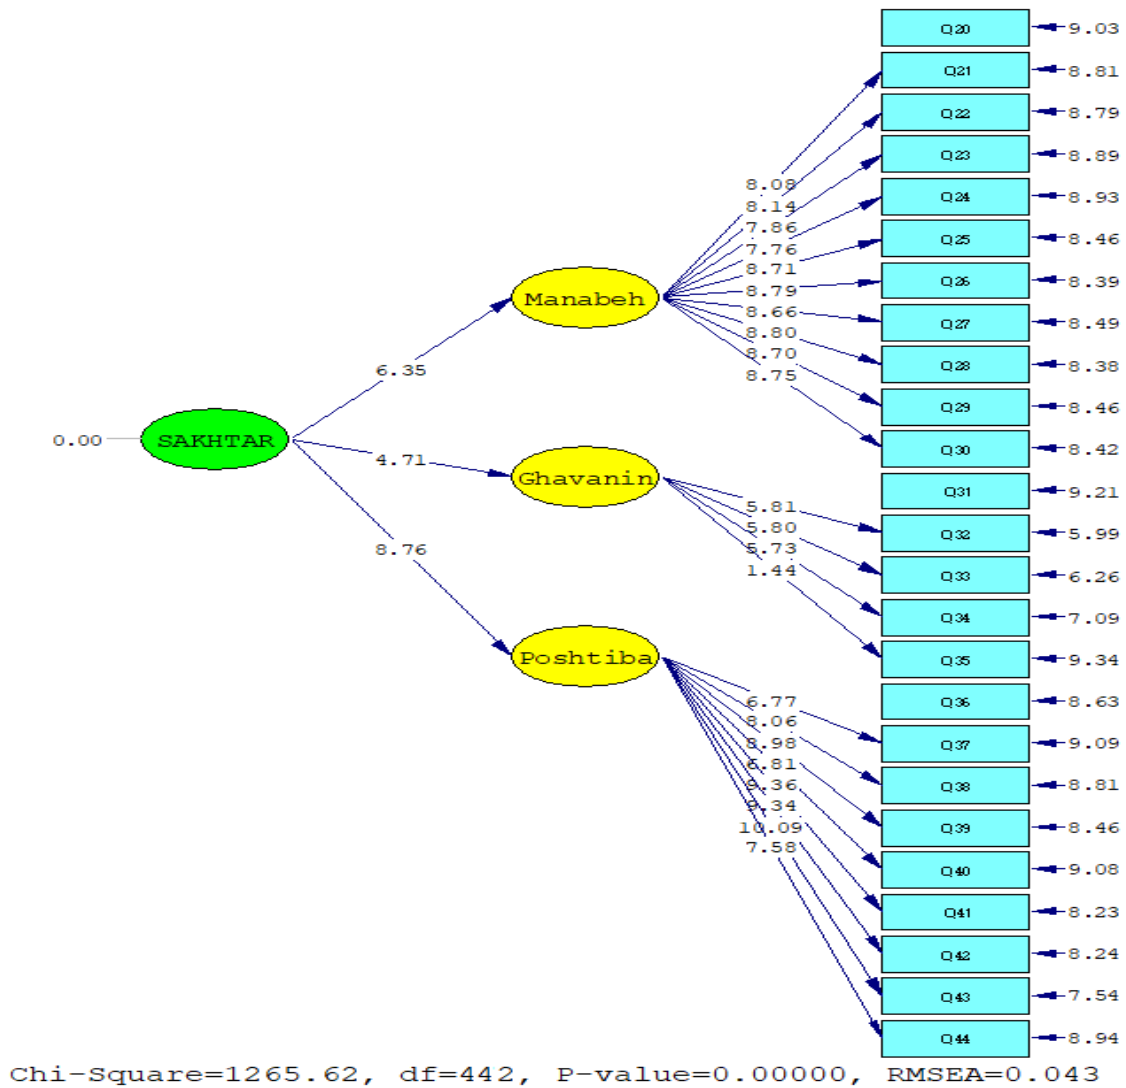 Q20 9.03
Q21 8.81
Q22 8.79
Q23 8.89
8.08
Q24 8.93
8.14
7.86
Q25 8.46
7.76
8.71
Q26 8.39
8.79
Manabeh
8.66
Q27 8.49
8.80
8.70
Q28 8.38
6.35
8.75
Q29 8.46
0.00 SAKHTAR
Q30 8.42
4.71
Ghavanin
Q31 9.21
5.81
5.80
Q32 5.99
8.76
5.73
1.44
Q33 6.26
Q34 7.09
Poshtiba
Q35 9.34
6.77
Q36 8.63
8.06
8.98
Q37 9.09
6.81
9.36
Q38 8.81
9.34
10.09
Q39 8.46
7.58
Q40 9.08
Q41 8.23
Q42 8.24
Q43 7.54
Q44 8.94
Chi-Square=1265.62, df=442, P-value=0.00000, RMSEA=0.043